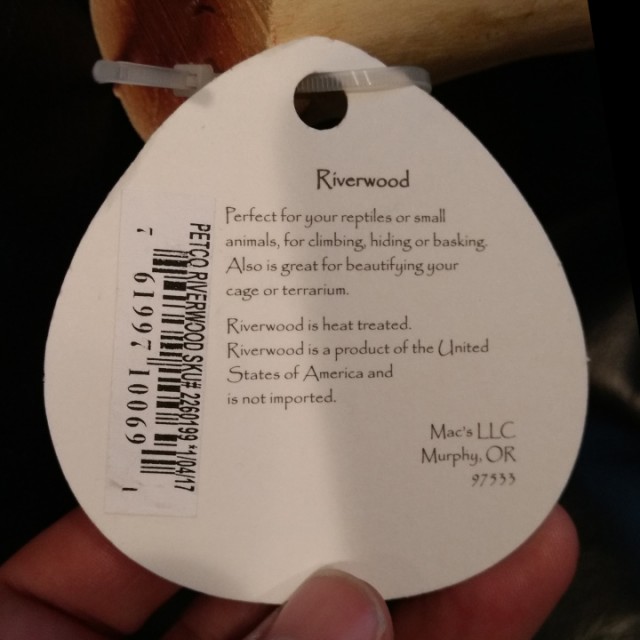 Riverwood
Perfect for your reptiles or small
animals, for climbing, hiding or basking.
Also is great for beautifying your
cage or terrarium.
Riverwood is heat treated.
Riverwood is a product of the United
States of America and
is not imported.
Mac's LLC
Murphy, OR
97533
PETCO RIVERWOOD SKU# 2260199 11/04/17
7 61997 10069 1